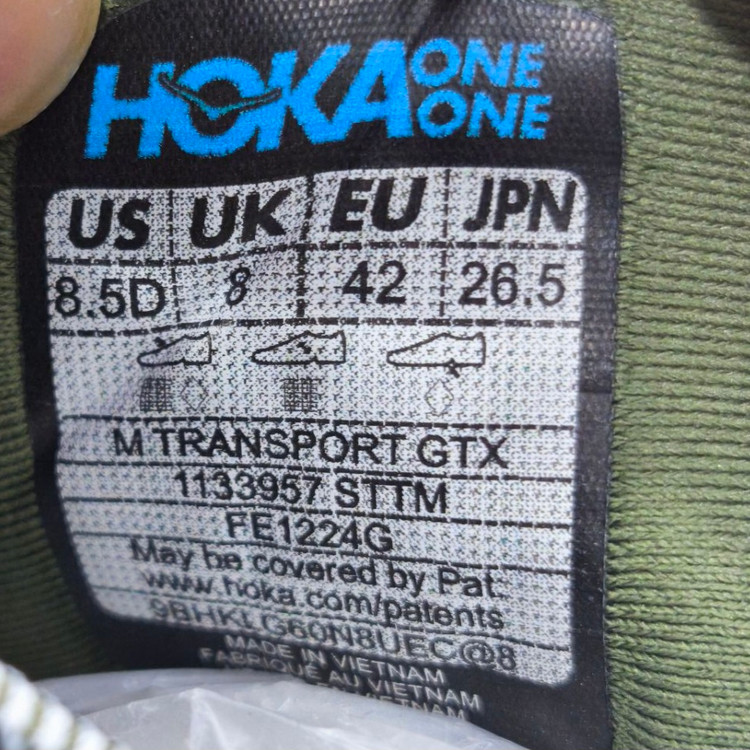 HOKA ONE ONE
US UK EU JPN
8.5D 8 42 26.5
M TRANSPORT GTX
1133957 STTM
FE1224G
May be covered by Pat.
www.hoka.com/patents
9BHKLG60N8UEC@8
MADE IN VIETNAM
FABRIQUÉ AU VIETNAM
VIETNAM